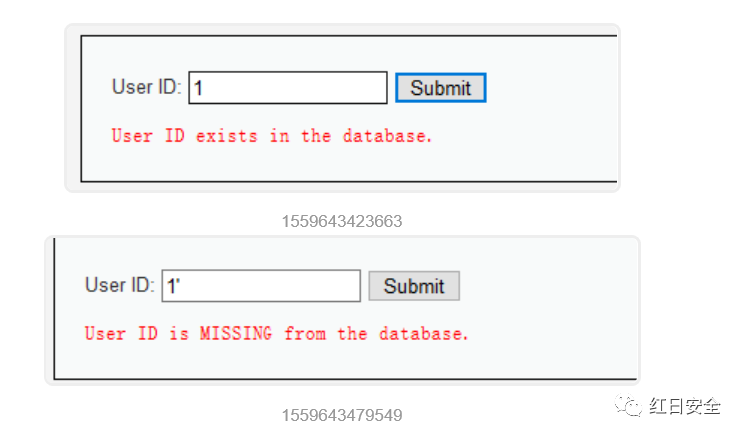 User ID: 1 Submit
User ID exists in the database.
1559643423663
User ID: 1' Submit
User ID is MISSING from the database.
1559643479549
红日安全